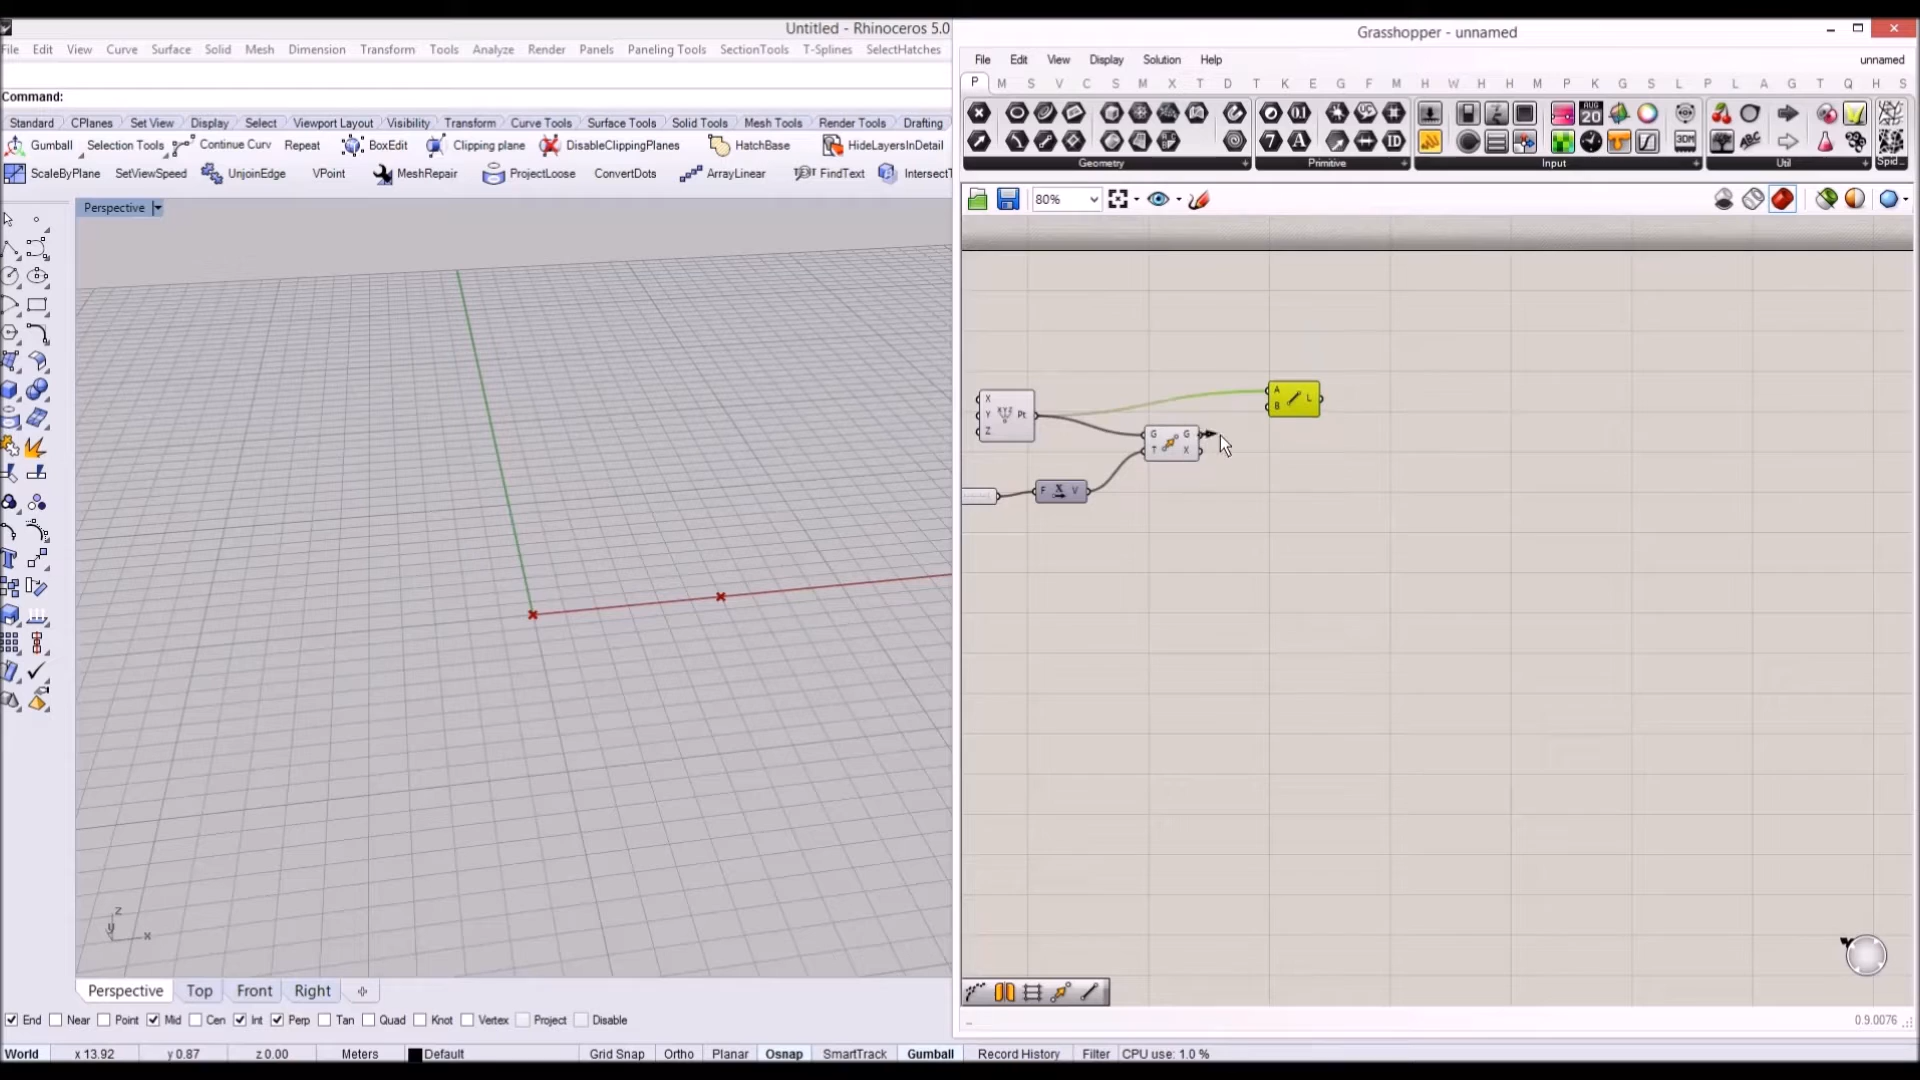 Untitled - Rhinoceros 5.0
File Edit View Curve Surface Solid Mesh Dimension Transform Tools Analyze Render Panels Paneling Tools SectionTools T-Splines SelectHatches
Command:
Standard CPlanes Set View Display Select Viewport Layout Visibility Transform Curve Tools Surface Tools Solid Tools Mesh Tools Render Tools Drafting
Gumball Selection Tools Continue Curv Repeat BoxEdit Clipping plane DisableClippingPlanes HatchBase HideLayersInDetail
ScaleByPlane SetViewSpeed UnjoinEdge VPoint MeshRepair ProjectLoose ConvertDots ArrayLinear FindText IntersectT
Perspective
z
y x
Perspective Top Front Right
End Near Point Mid Cen Int Perp Tan Quad Knot Vertex Project Disable
World x 13.92 y 0.87 z 0.00 Meters Default Grid Snap Ortho Planar Osnap SmartTrack Gumball Record History Filter CPU use: 1.0 %
Grasshopper - unnamed
File Edit View Display Solution Help unnamed
P M S V C S M X T D T K E G F M H W H H M P K G S L P L A G T Q H S
Geometry Primitive Input Util Spid...
80%
X
Y Pt
Z
A L
B
G G
T X
F X V
0.9.0076